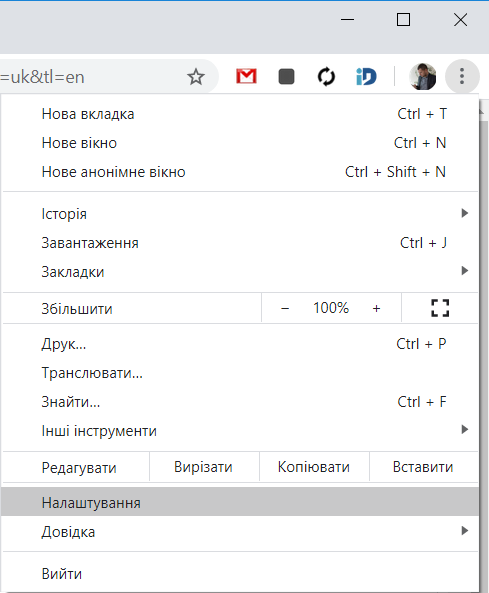 =uk&tl=en
Нова вкладка Ctrl + T
Нове вікно Ctrl + N
Нове анонімне вікно Ctrl + Shift + N
Історія
Завантаження Ctrl + J
Закладки
Збільшити − 100% +
Друк... Ctrl + P
Транслювати...
Знайти... Ctrl + F
Інші інструменти
Редагувати Вирізати Копіювати Вставити
Налаштування
Довідка
Вийти